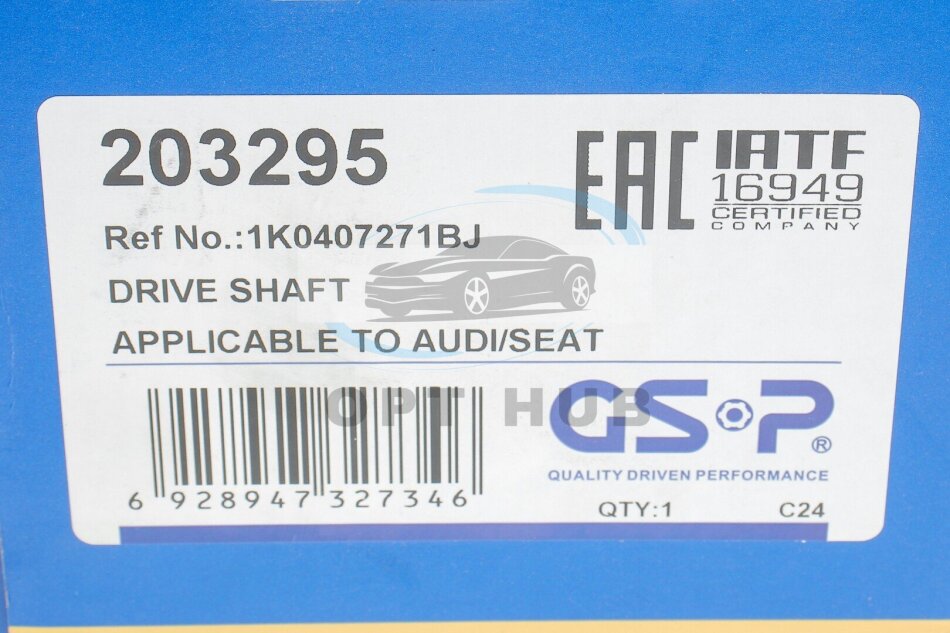 203295
EAC
IATF
16949
CERTIFIED
COMPANY
Ref No.:1K0407271BJ
DRIVE SHAFT
APPLICABLE TO AUDI/SEAT
OPT HUB
GSP®
QUALITY DRIVEN PERFORMANCE
6 928947 327346
QTY:1 C24